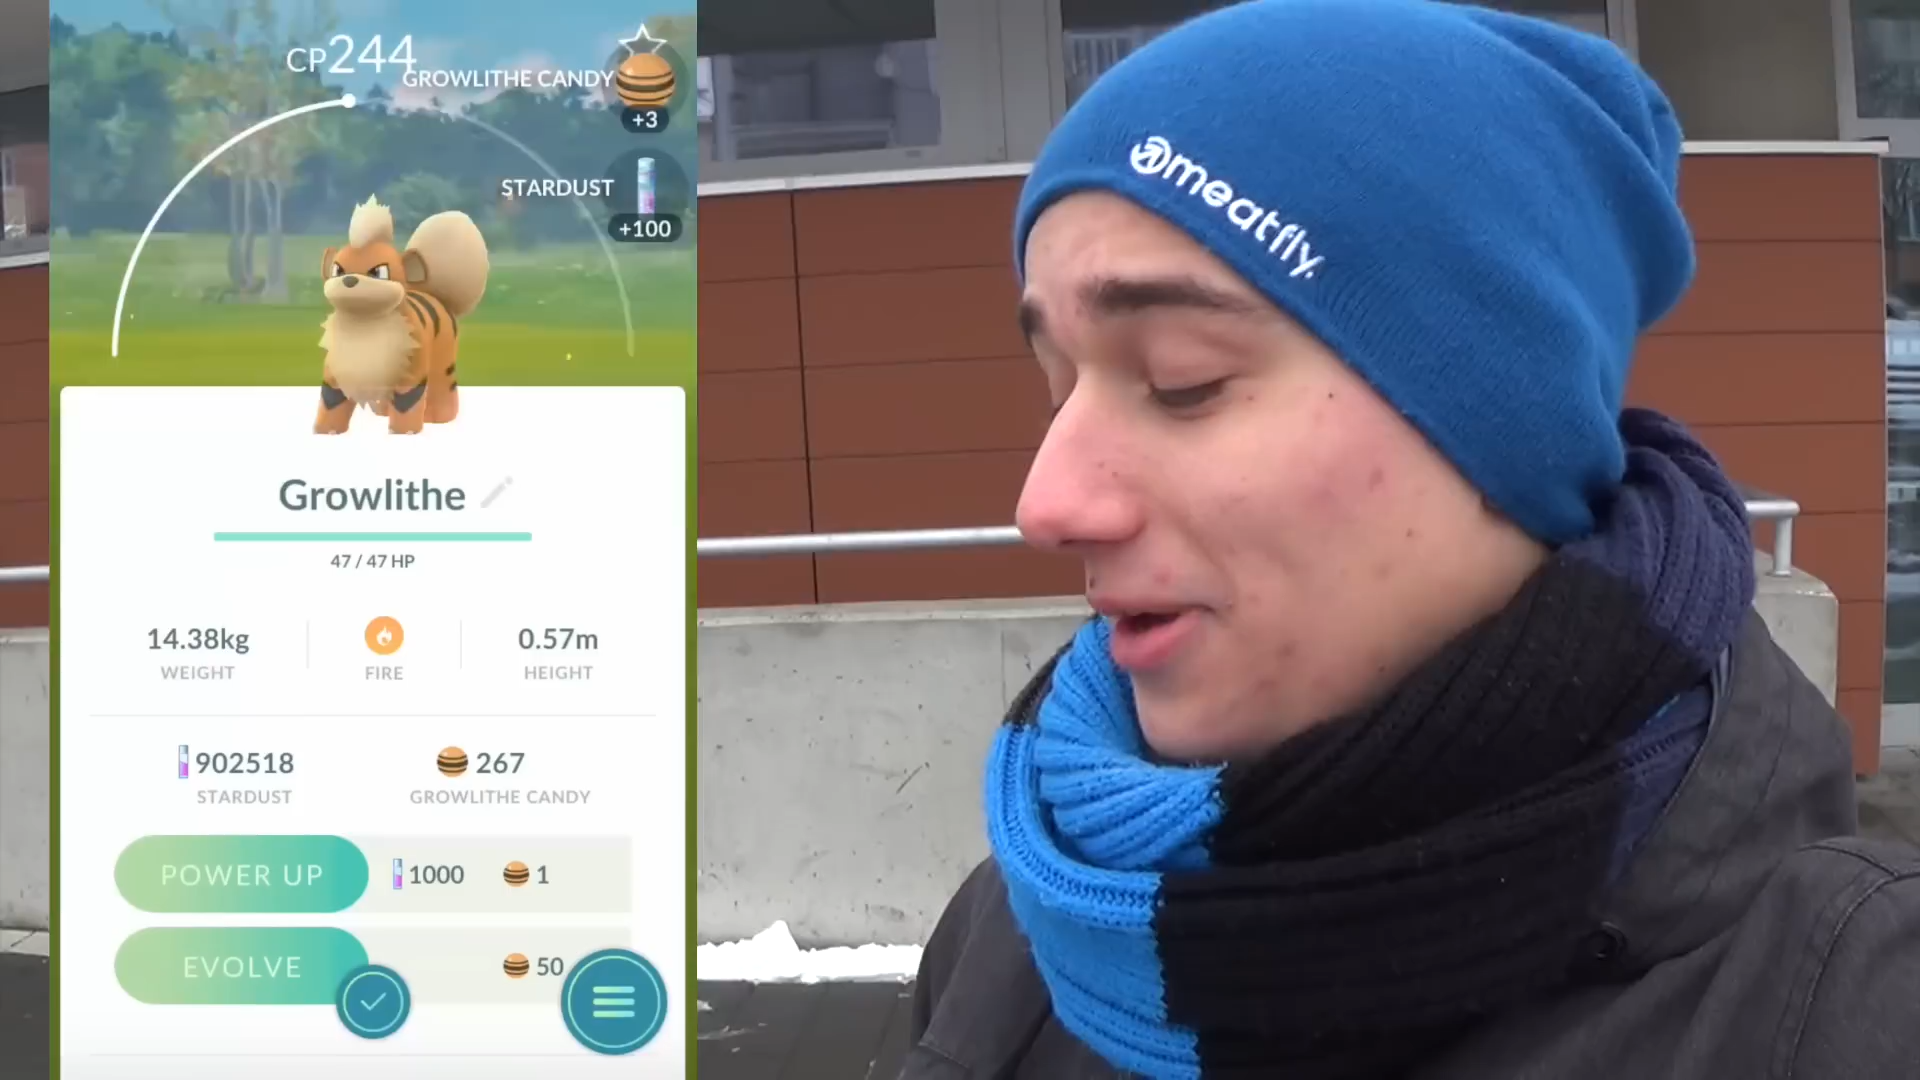 CP244
GROWLITHE CANDY
+3
STARDUST
+100
Growlithe
47 / 47 HP
14.38kg
WEIGHT
FIRE
0.57m
HEIGHT
902518
STARDUST
267
GROWLITHE CANDY
POWER UP
1000
1
EVOLVE
50
meatfly.